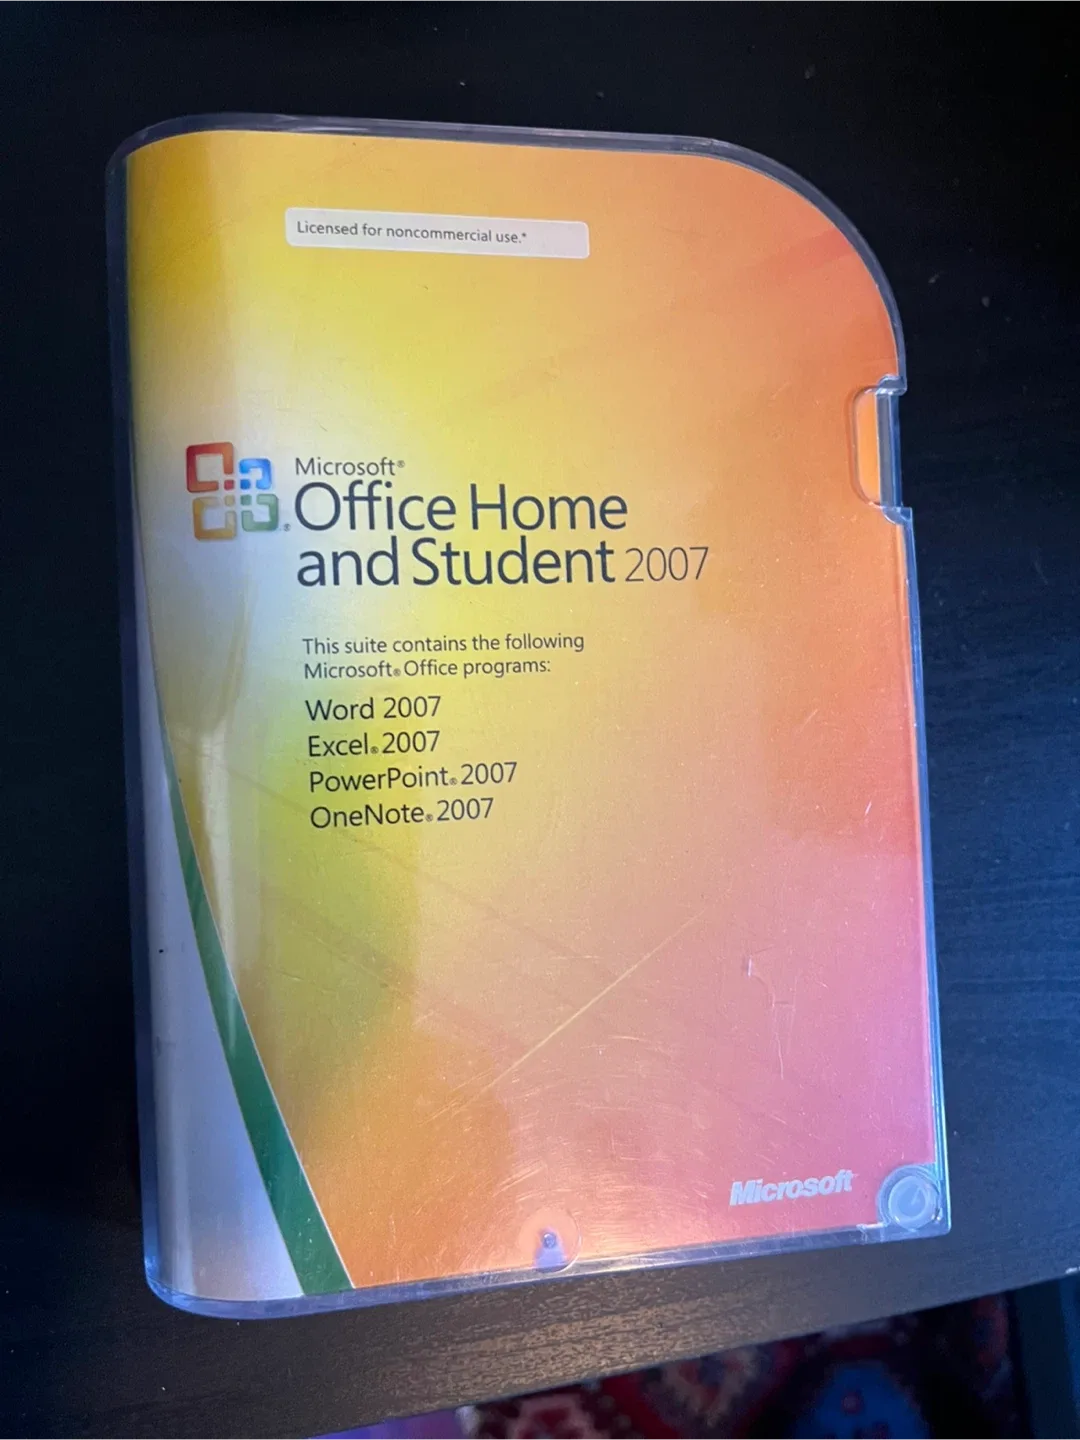 Licensed for noncommercial use.*
Microsoft®
Office Home
and Student 2007
This suite contains the following
Microsoft® Office programs:
Word 2007
Excel® 2007
PowerPoint® 2007
OneNote® 2007
Microsoft